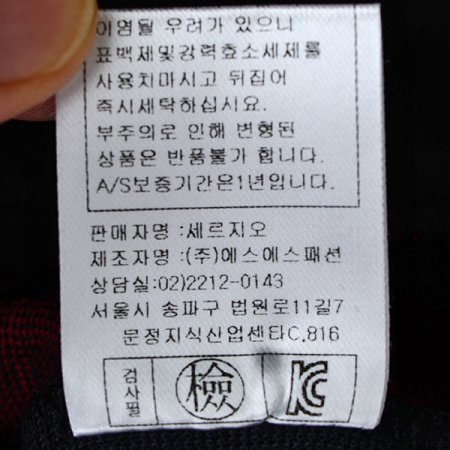 이염될 우려가 있으니
표백제및강력효소세제를
사용치마시고 뒤집어
즉시세탁하십시요.
부주의로 인해 변형된
상품은 반품불가 합니다.
A/S보증기간은1년입니다.
판매자명 : 세르지오
제조자명 :(주)에스에스패션
상담실:02)2212-0143
서울시 송파구 법원로11길7
문정지식산업센타C,816
검사필 檢 KC